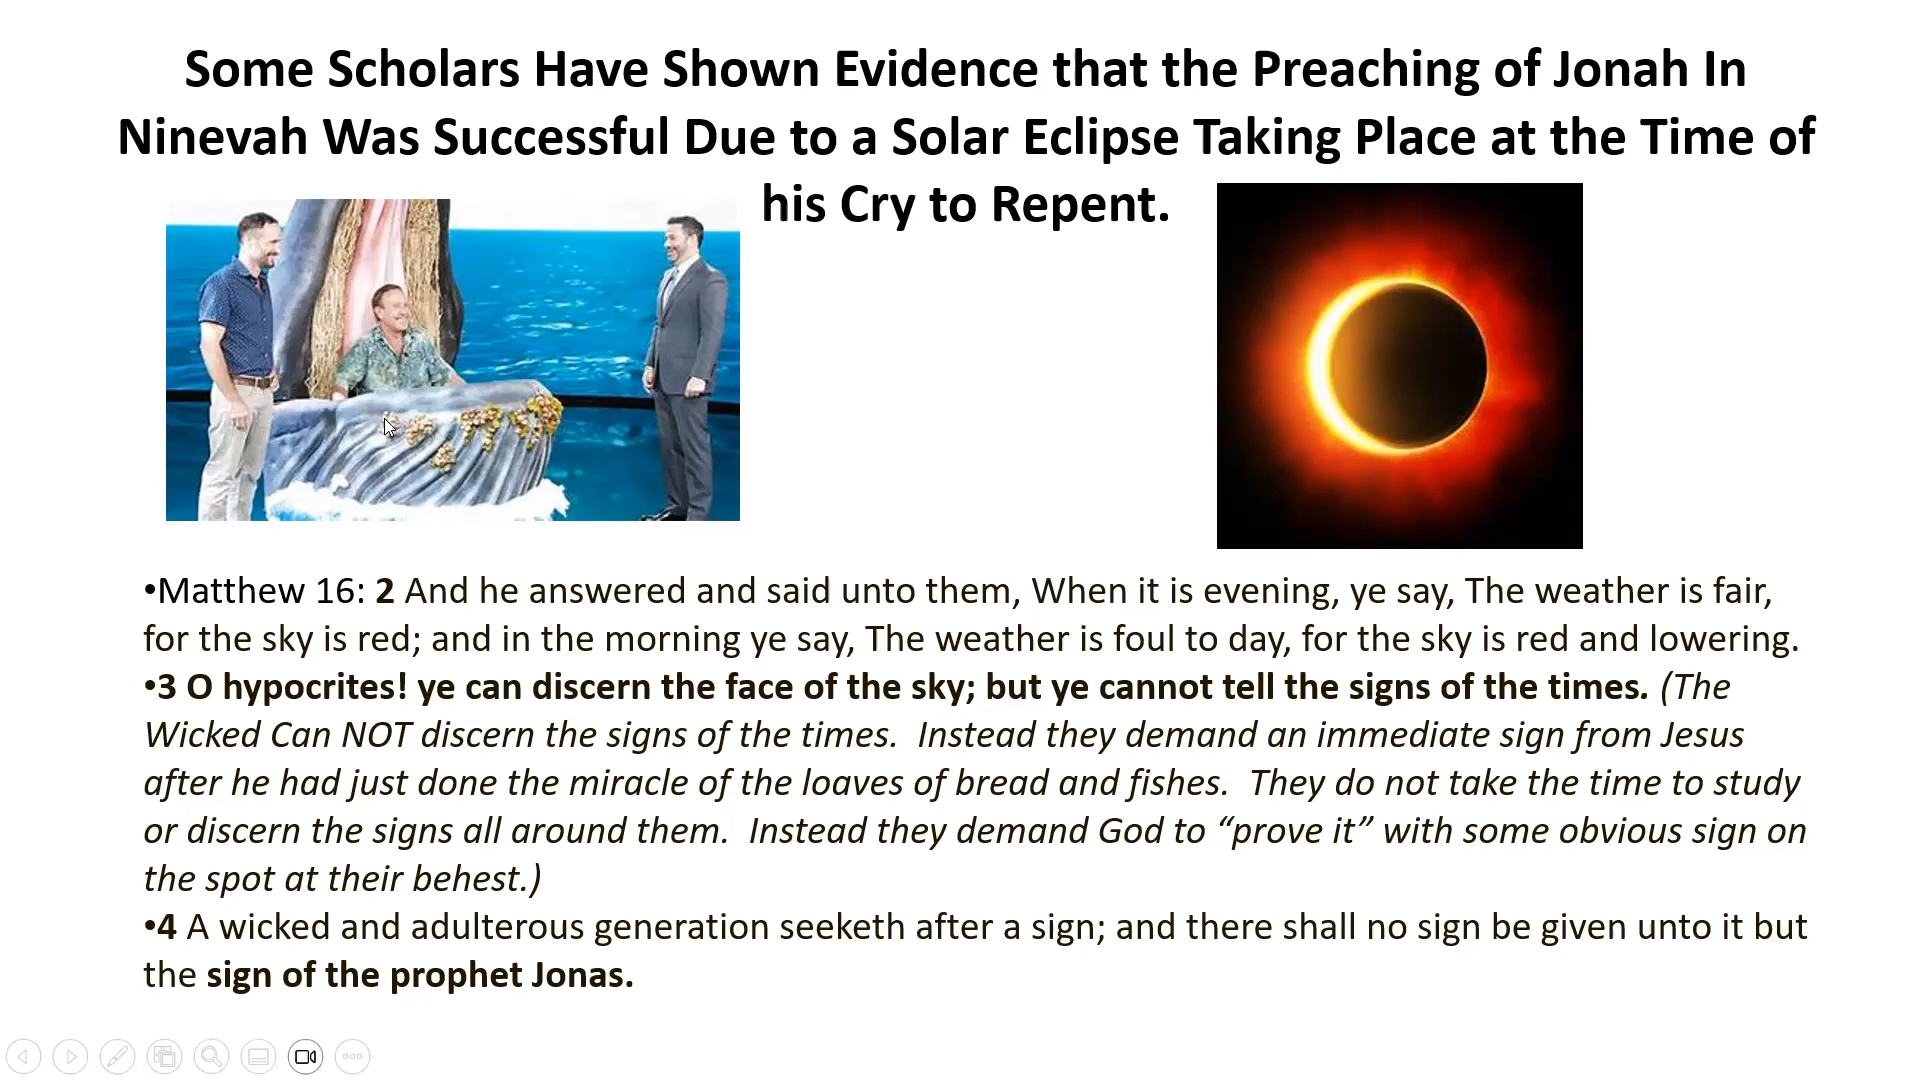 Some Scholars Have Shown Evidence that the Preaching of Jonah In
Ninevah Was Successful Due to a Solar Eclipse Taking Place at the Time of
his Cry to Repent.
•Matthew 16: 2 And he answered and said unto them, When it is evening, ye say, The weather is fair,
for the sky is red; and in the morning ye say, The weather is foul to day, for the sky is red and lowering.
•3 O hypocrites! ye can discern the face of the sky; but ye cannot tell the signs of the times. (The
Wicked Can NOT discern the signs of the times.  Instead they demand an immediate sign from Jesus
after he had just done the miracle of the loaves of bread and fishes.  They do not take the time to study
or discern the signs all around them.  Instead they demand God to “prove it” with some obvious sign on
the spot at their behest.)
•4 A wicked and adulterous generation seeketh after a sign; and there shall no sign be given unto it but
the sign of the prophet Jonas.